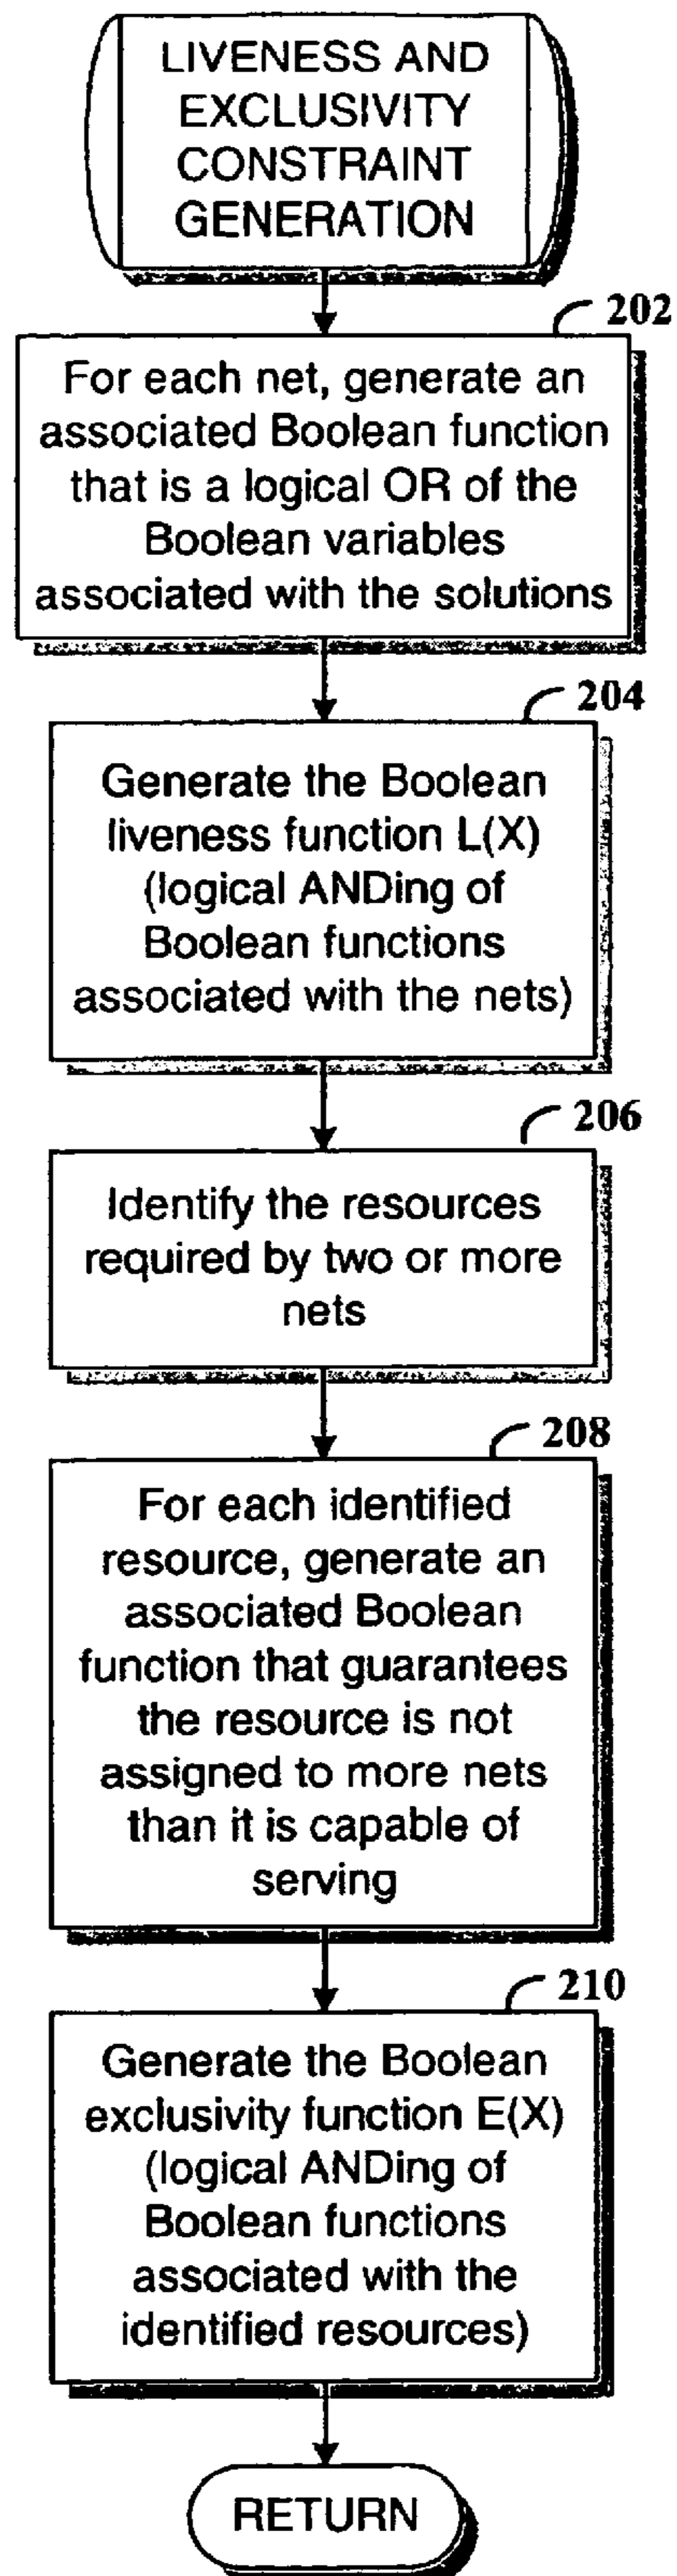 LIVENESS AND
EXCLUSIVITY
CONSTRAINT
GENERATION
202
For each net, generate an
associated Boolean function
that is a logical OR of the
Boolean variables
associated with the solutions
204
Generate the Boolean
liveness function L(X)
(logical ANDing of
Boolean functions
associated with the nets)
206
Identify the resources
required by two or more
nets
208
For each identified
resource, generate an
associated Boolean
function that guarantees
the resource is not
assigned to more nets
than it is capable of
serving
210
Generate the Boolean
exclusivity function E(X)
(logical ANDing of
Boolean functions
associated with the
identified resources)
RETURN